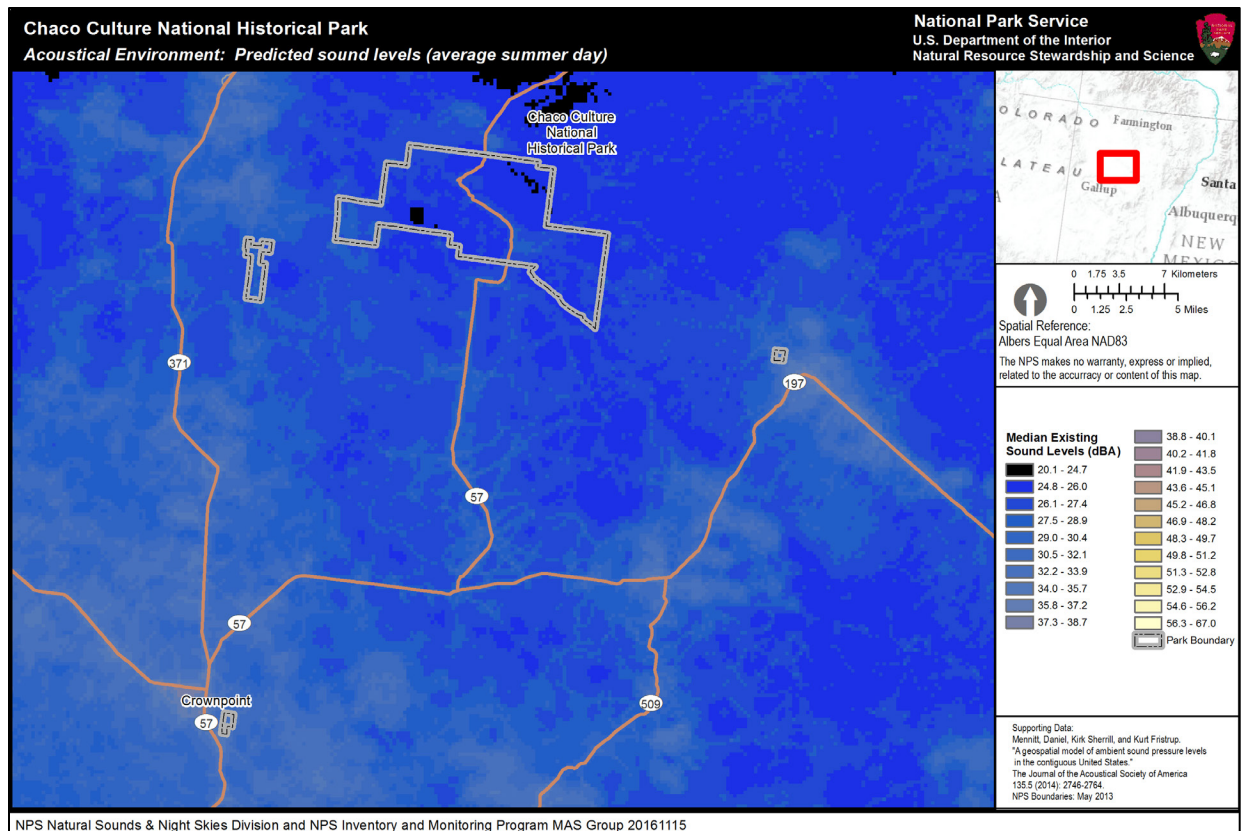 Chaco Culture National Historical Park
Acoustical Environment:  Predicted sound levels (average summer day)
National Park Service
U.S. Department of the Interior
Natural Resource Stewardship and Science
Chaco Culture
National
Historical Park
371
197
57
57
Crownpoint
57
509
OLORADO
Farmington
LATEAU
Gallup
Santa
Albuquerq
NEW
MEXICO
0 1.75 3.5 7 Kilometers
0 1.25 2.5 5 Miles
Spatial Reference:
Albers Equal Area NAD83
The NPS makes no warranty, express or implied,
related to the accurracy or content of this map.
Median Existing
Sound Levels (dBA)
20.1 - 24.7
24.8 - 26.0
26.1 - 27.4
27.5 - 28.9
29.0 - 30.4
30.5 - 32.1
32.2 - 33.9
34.0 - 35.7
35.8 - 37.2
37.3 - 38.7
38.8 - 40.1
40.2 - 41.8
41.9 - 43.5
43.6 - 45.1
45.2 - 46.8
46.9 - 48.2
48.3 - 49.7
49.8 - 51.2
51.3 - 52.8
52.9 - 54.5
54.6 - 56.2
56.3 - 67.0
Park Boundary
Supporting Data:
Mennitt, Daniel, Kirk Sherrill, and Kurt Fristrup.
"A geospatial model of ambient sound pressure levels
in the contiguous United States."
The Journal of the Acoustical Society of America
135.5 (2014): 2746-2764.
NPS Boundaries: May 2013
NPS Natural Sounds & Night Skies Division and NPS Inventory and Monitoring Program MAS Group 20161115